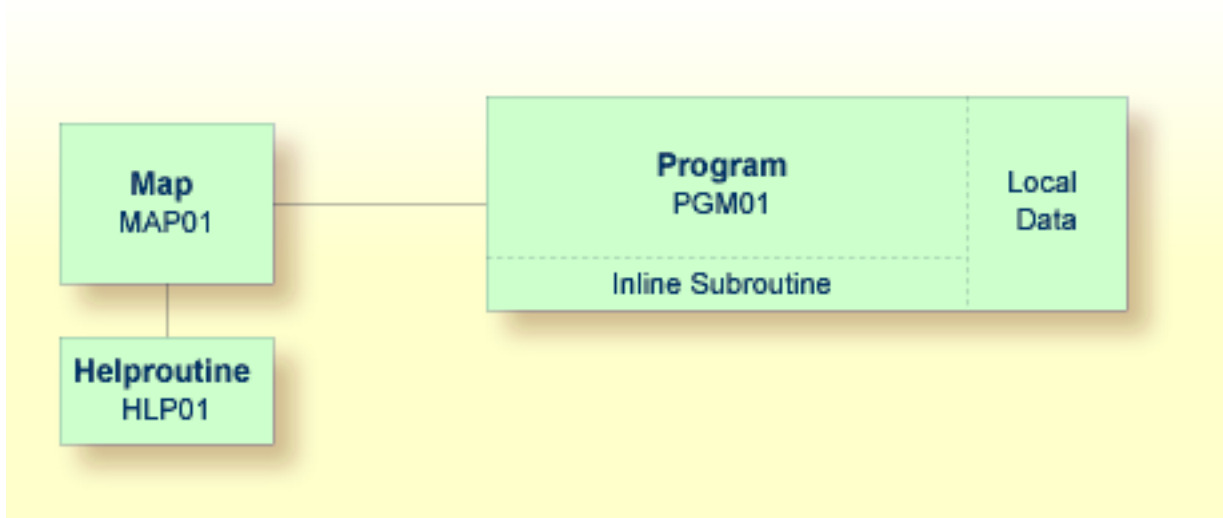 Map
MAP01
Program
PGM01
Local
Data
Inline Subroutine
Helproutine
HLP01